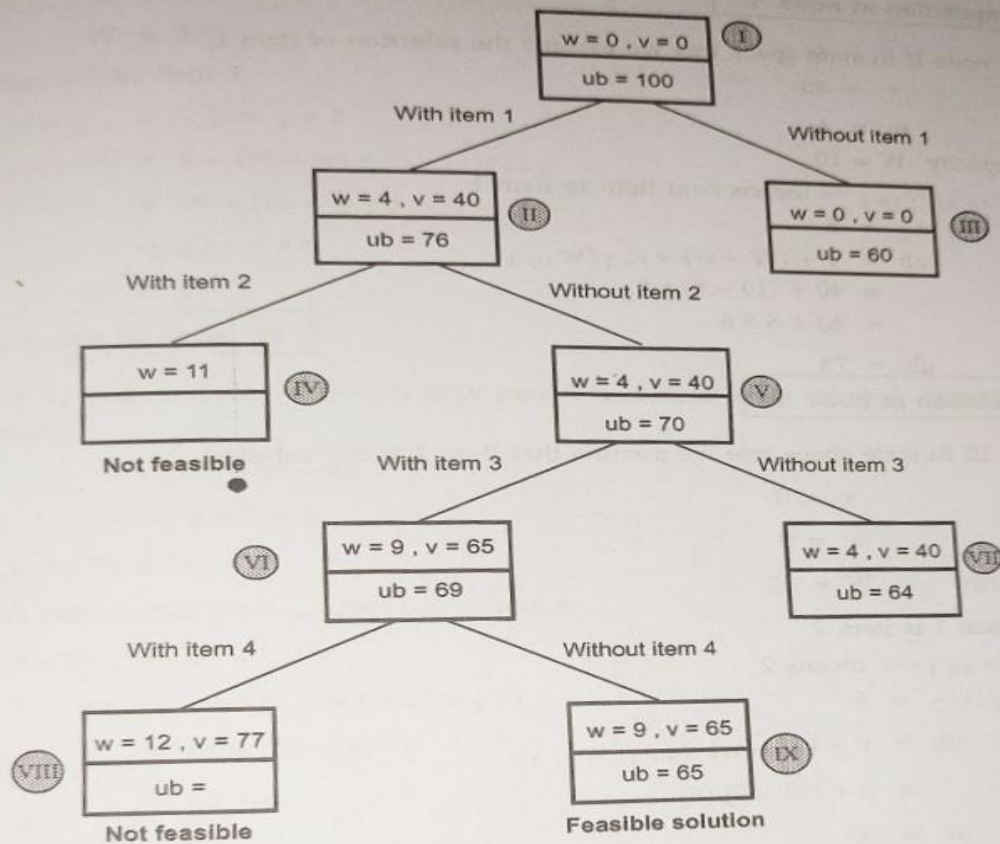 w = 0 , v = 0
I
ub = 100
With item 1
Without item 1
w = 4 , v = 40
II
ub = 76
w = 0 , v = 0
III
ub = 60
With item 2
Without item 2
w = 11
IV
Not feasible
w = 4 , v = 40
V
ub = 70
With item 3
Without item 3
w = 9 , v = 65
VI
ub = 69
w = 4 , v = 40
VII
ub = 64
With item 4
Without item 4
w = 12 , v = 77
VIII
ub =
Not feasible
w = 9 , v = 65
IX
ub = 65
Feasible solution